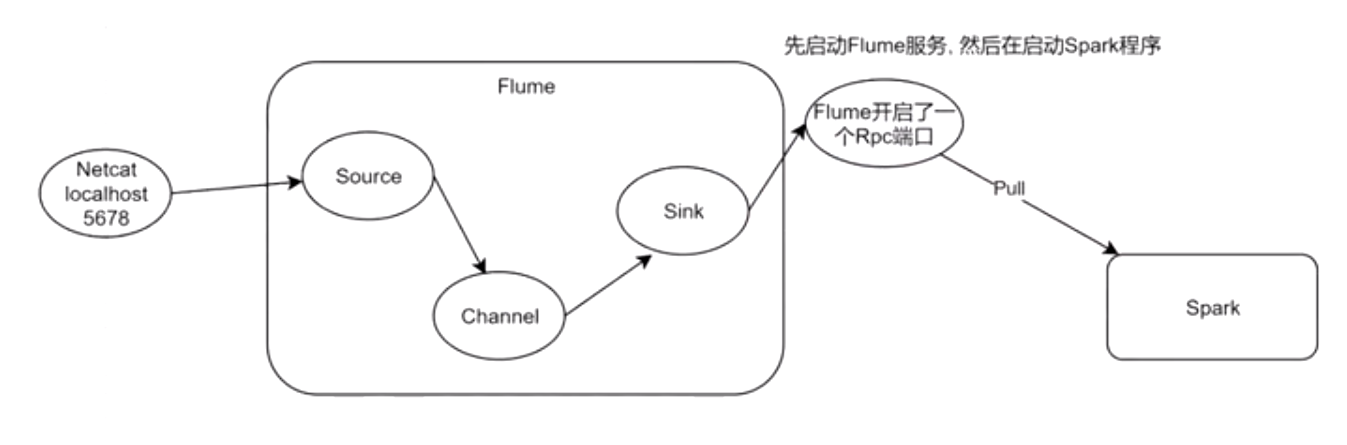 先启动Flume服务, 然后在启动Spark程序
Flume
Flume开启了一
个Rpc端口
Netcat
localhost
5678
Source
Sink
Pull
Channel
Spark